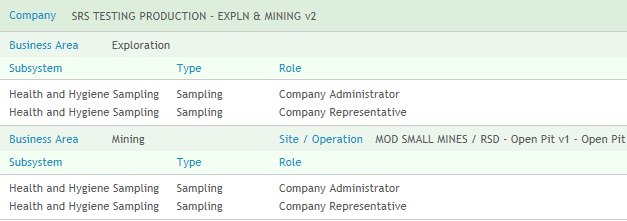 Company SRS TESTING PRODUCTION - EXPLN & MINING v2
Business Area Exploration
Subsystem Type Role
Health and Hygiene Sampling Sampling Company Administrator
Health and Hygiene Sampling Sampling Company Representative
Business Area Mining Site / Operation MOD SMALL MINES / RSD - Open Pit v1 - Open Pit
Subsystem Type Role
Health and Hygiene Sampling Sampling Company Administrator
Health and Hygiene Sampling Sampling Company Representative